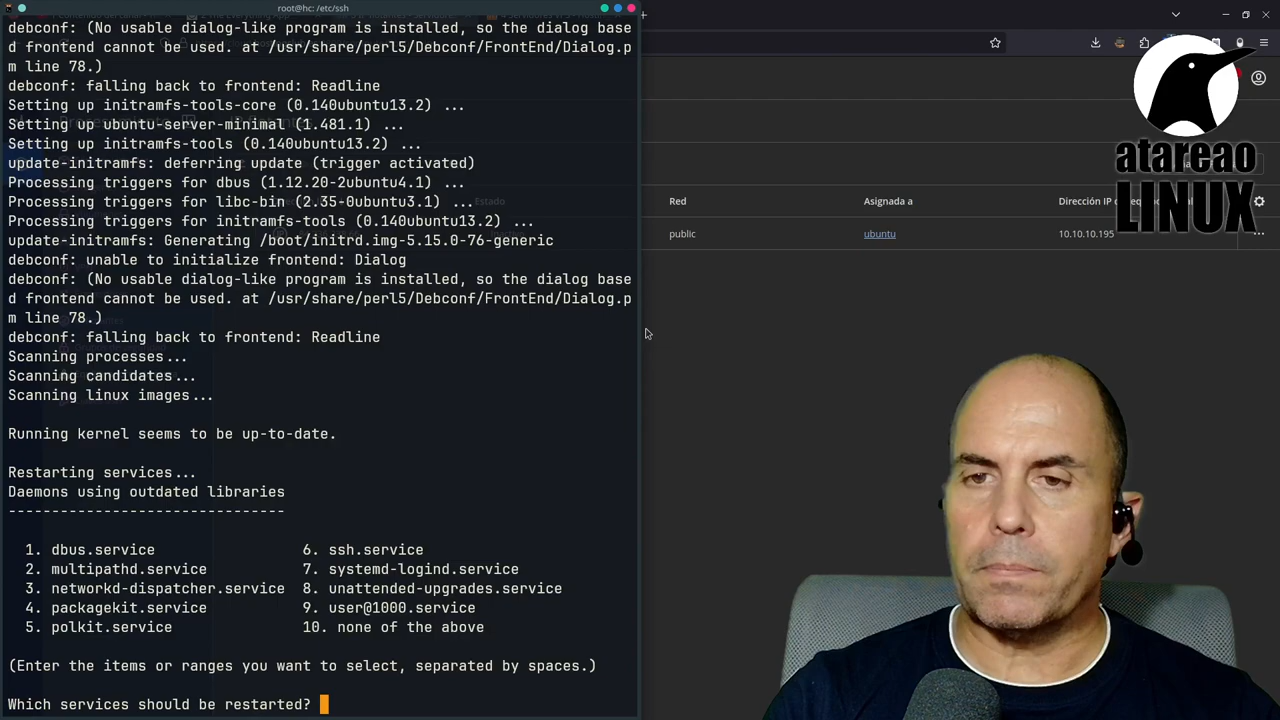 root@hc: /etc/ssh
debconf: (No usable dialog-like program is installed, so the dialog base
d frontend cannot be used. at /usr/share/perl5/Debconf/FrontEnd/Dialog.p
m line 78.)
debconf: falling back to frontend: Readline
Setting up initramfs-tools-core (0.140ubuntu13.2) ...
Setting up ubuntu-server-minimal (1.481.1) ...
Setting up initramfs-tools (0.140ubuntu13.2) ...
update-initramfs: deferring update (trigger activated)
Processing triggers for dbus (1.12.20-2ubuntu4.1) ...
Processing triggers for libc-bin (2.35-0ubuntu3.1) ...
Processing triggers for initramfs-tools (0.140ubuntu13.2) ...
update-initramfs: Generating /boot/initrd.img-5.15.0-76-generic
debconf: unable to initialize frontend: Dialog
debconf: (No usable dialog-like program is installed, so the dialog base
d frontend cannot be used. at /usr/share/perl5/Debconf/FrontEnd/Dialog.p
m line 78.)
debconf: falling back to frontend: Readline
Scanning processes...
Scanning candidates...
Scanning linux images...
Running kernel seems to be up-to-date.
Restarting services...
Daemons using outdated libraries
--------------------------------
1. dbus.service 6. ssh.service
2. multipathd.service 7. systemd-logind.service
3. networkd-dispatcher.service 8. unattended-upgrades.service
4. packagekit.service 9. user@1000.service
5. polkit.service 10. none of the above
(Enter the items or ranges you want to select, separated by spaces.)
Which services should be restarted?
Estado
Red Asignada a Dirección IP
public ubuntu 10.10.10.195
atareao
LINUX